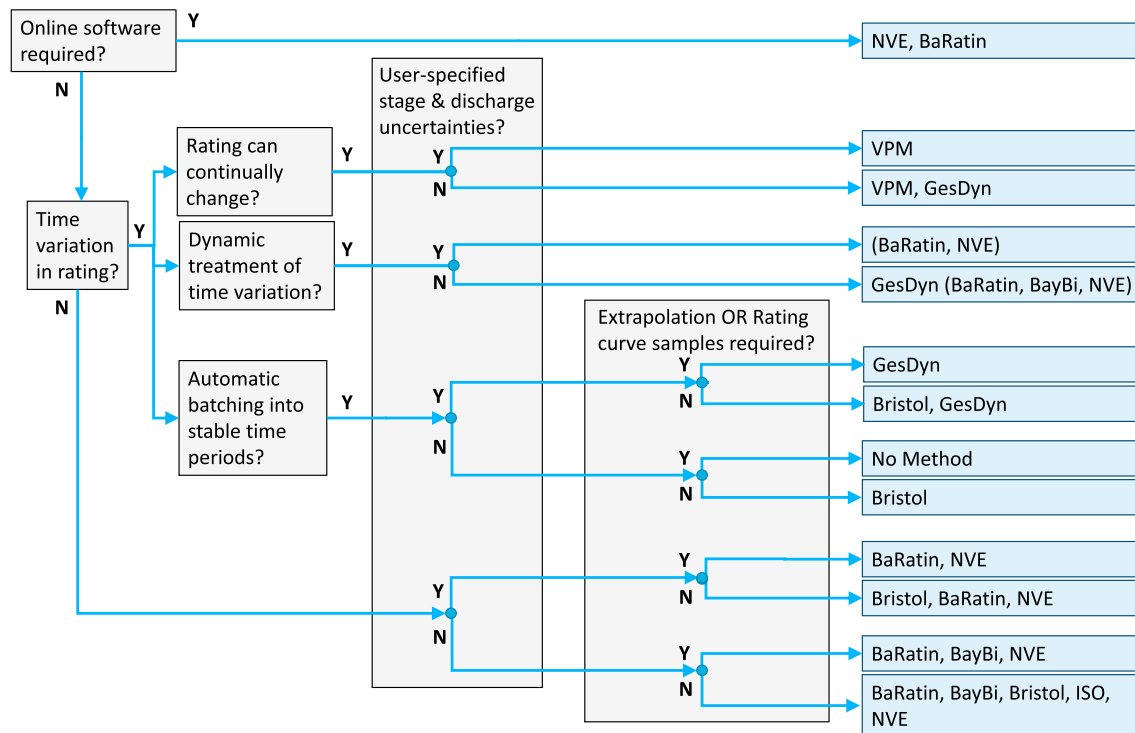 Online software
required?
Y
N
NVE, BaRatin
User-specified
stage & discharge
uncertainties?
Rating can
continually
change?
Y
Y
N
VPM
VPM, GesDyn
Time
variation
in rating?
Y
N
Dynamic
treatment of
time variation?
Y
Y
N
(BaRatin, NVE)
GesDyn (BaRatin, BayBi, NVE)
Extrapolation OR Rating
curve samples required?
Automatic
batching into
stable time
periods?
Y
Y
N
Y
N
GesDyn
Bristol, GesDyn
Y
N
No Method
Bristol
Y
N
Y
N
BaRatin, NVE
Bristol, BaRatin, NVE
Y
N
BaRatin, BayBi, NVE
BaRatin, BayBi, Bristol, ISO,
NVE